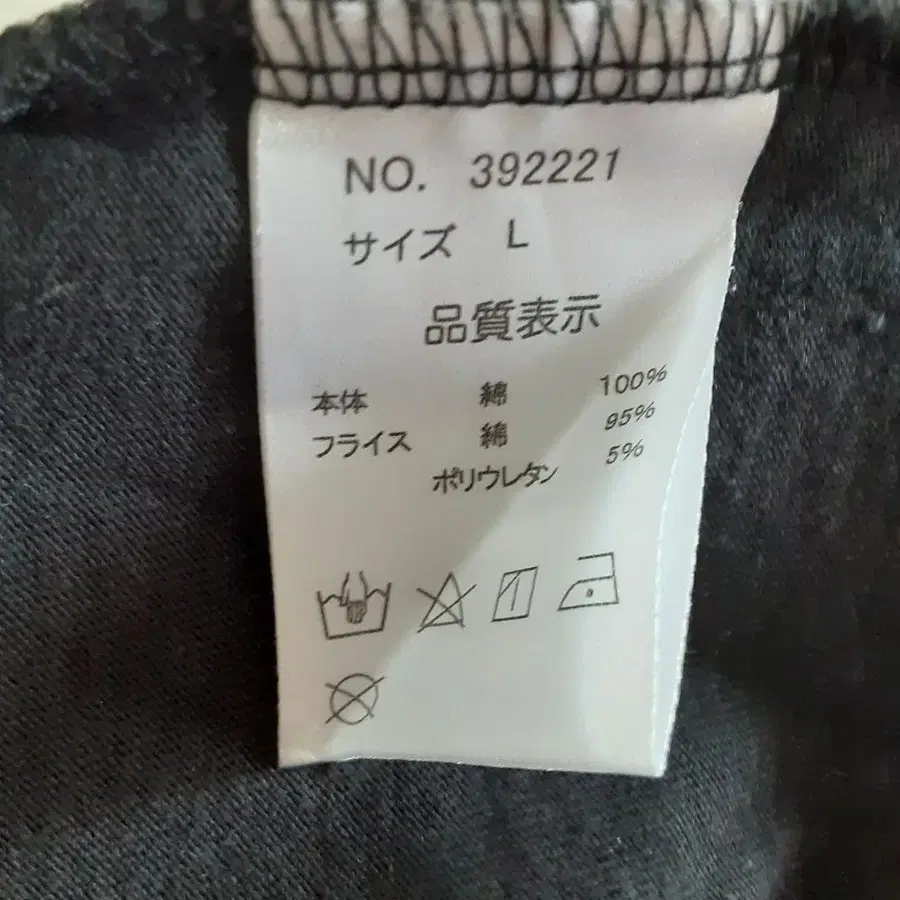 NO. 392221
サイズ L
品質表示
本体 綿 100%
フライス 綿 95%
ポリウレタン 5%